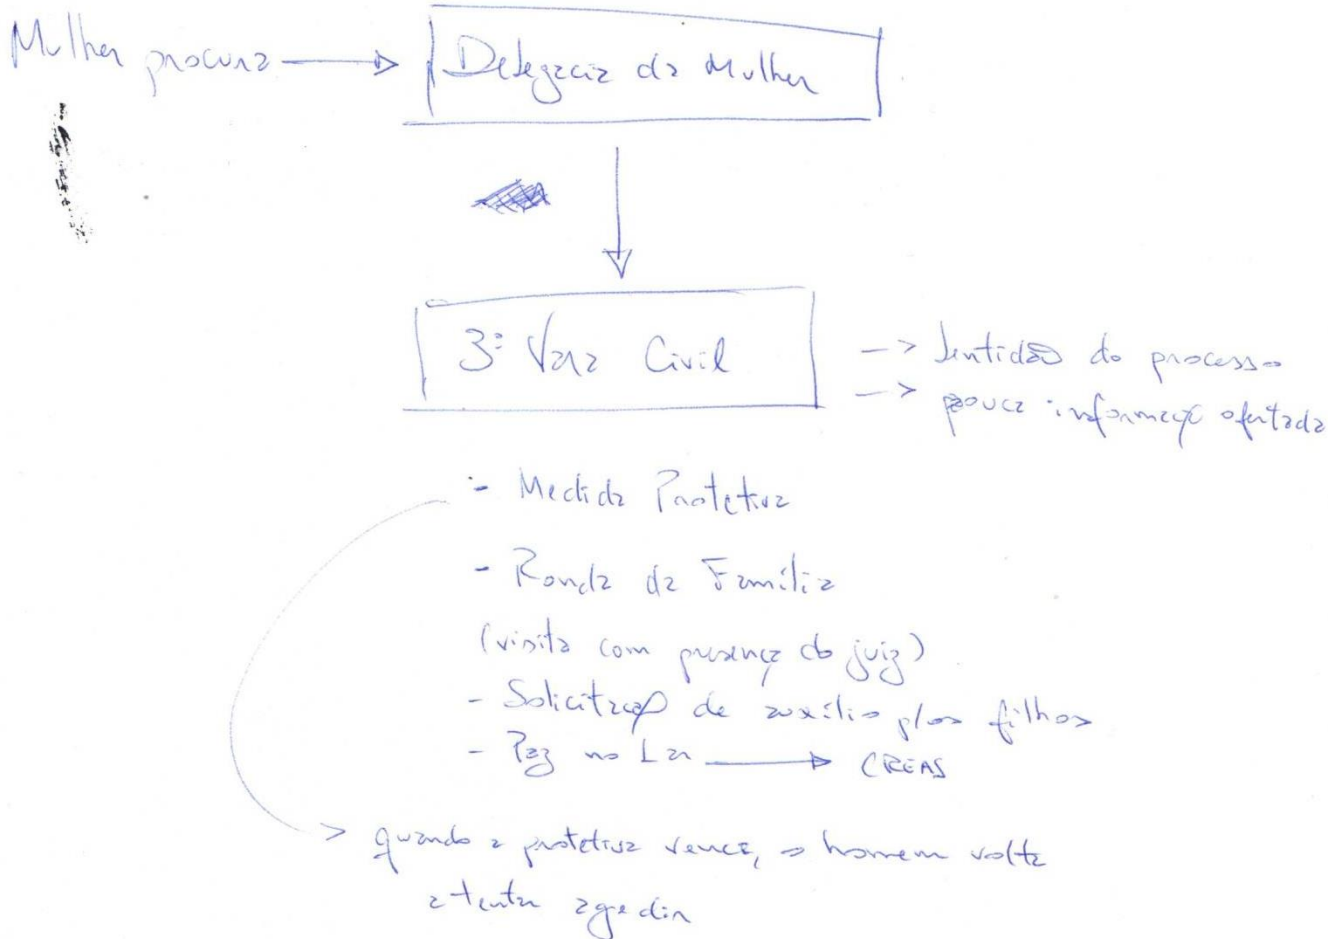 Mulher procura
Delegacia da Mulher
3ª Vara Civil
-> lentidão do processo
-> pouca informaçã ofertada
- Medida Protetiva
- Ronda da Família
(visita com presença do juiz)
- Solicitação de auxílio p/os filhos
- Paz no Lar
CREAS
> quando a protetiva vence, o homem volta
a tentar agedir